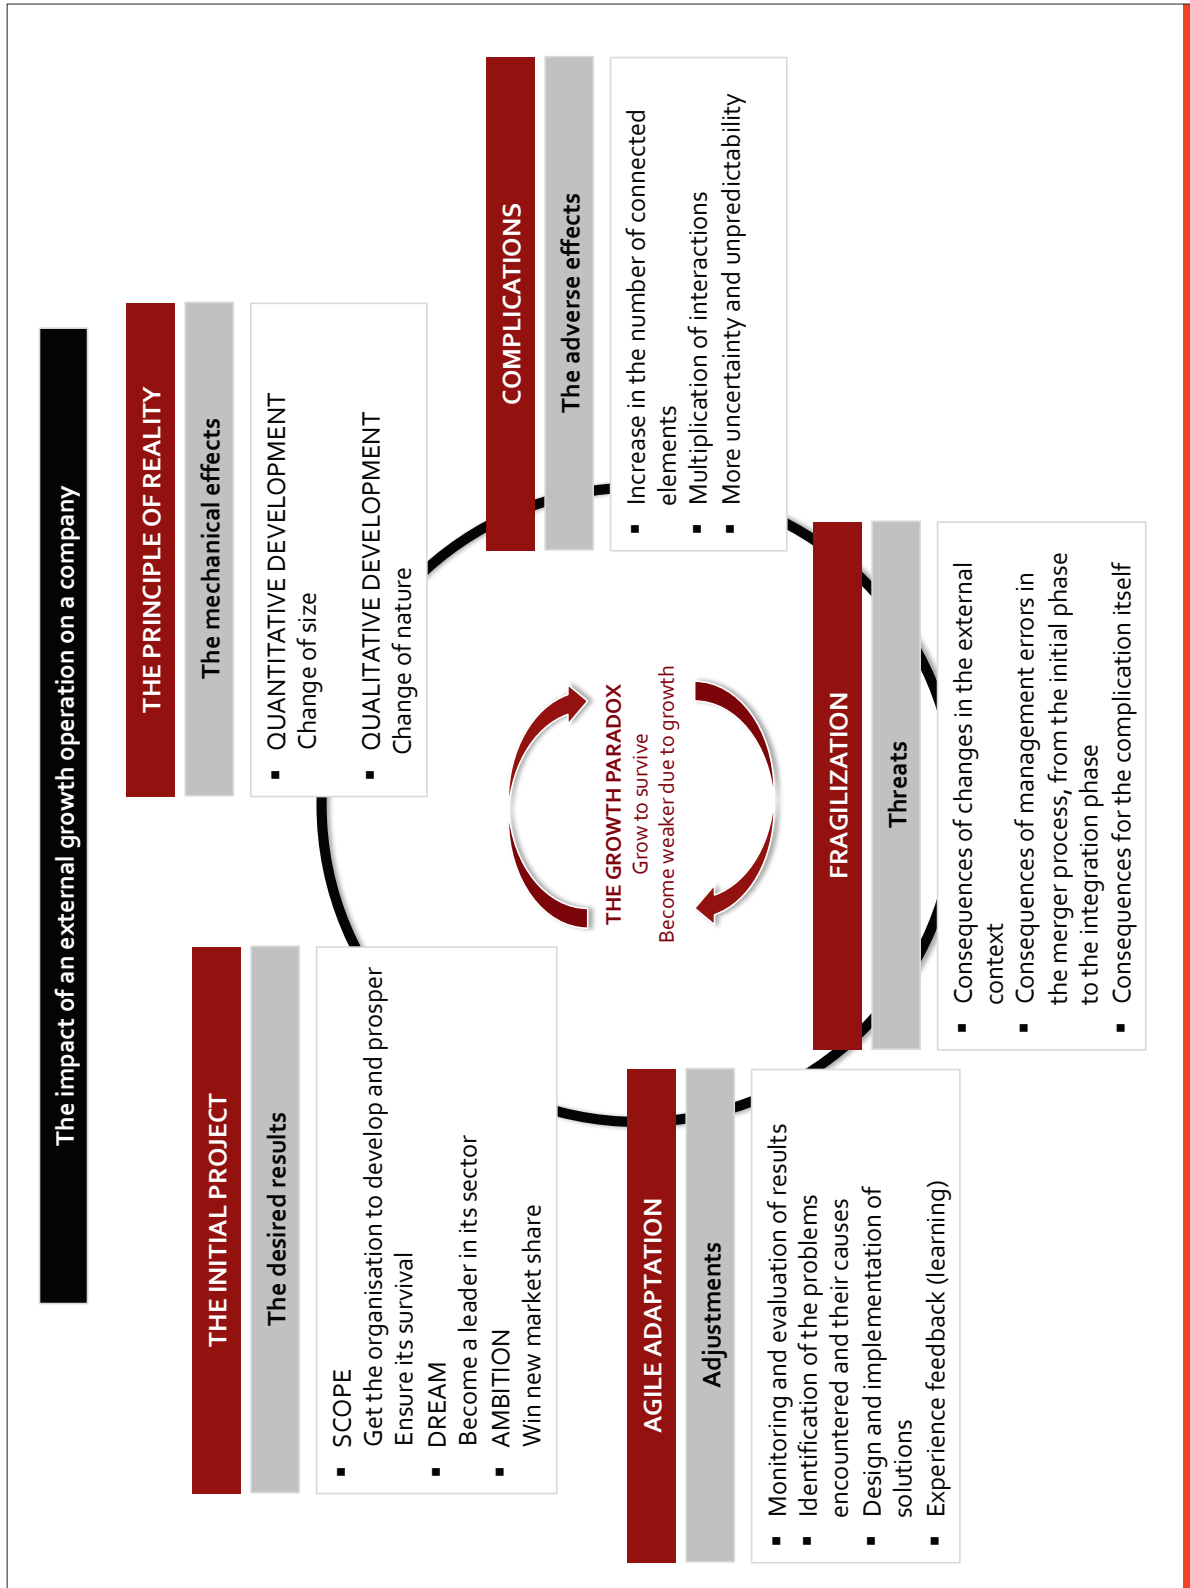 The impact of an external growth operation on a company
THE INITIAL PROJECT
The desired results
▪ SCOPE
Get the organisation to develop and prosper
Ensure its survival
▪ DREAM
Become a leader in its sector
▪ AMBITION
Win new market share
THE PRINCIPLE OF REALITY
The mechanical effects
▪ QUANTITATIVE DEVELOPMENT
Change of size
▪ QUALITATIVE DEVELOPMENT
Change of nature
COMPLICATIONS
The adverse effects
▪ Increase in the number of connected
elements
▪ Multiplication of interactions
▪ More uncertainty and unpredictability
THE GROWTH PARADOX
Grow to survive
Become weaker due to growth
FRAGILIZATION
Threats
▪ Consequences of changes in the external
context
▪ Consequences of management errors in
the merger process, from the initial phase
to the integration phase
▪ Consequences for the complication itself
AGILE ADAPTATION
Adjustments
▪ Monitoring and evaluation of results
▪ Identification of the problems
encountered and their causes
▪ Design and implementation of
solutions
▪ Experience feedback (learning)